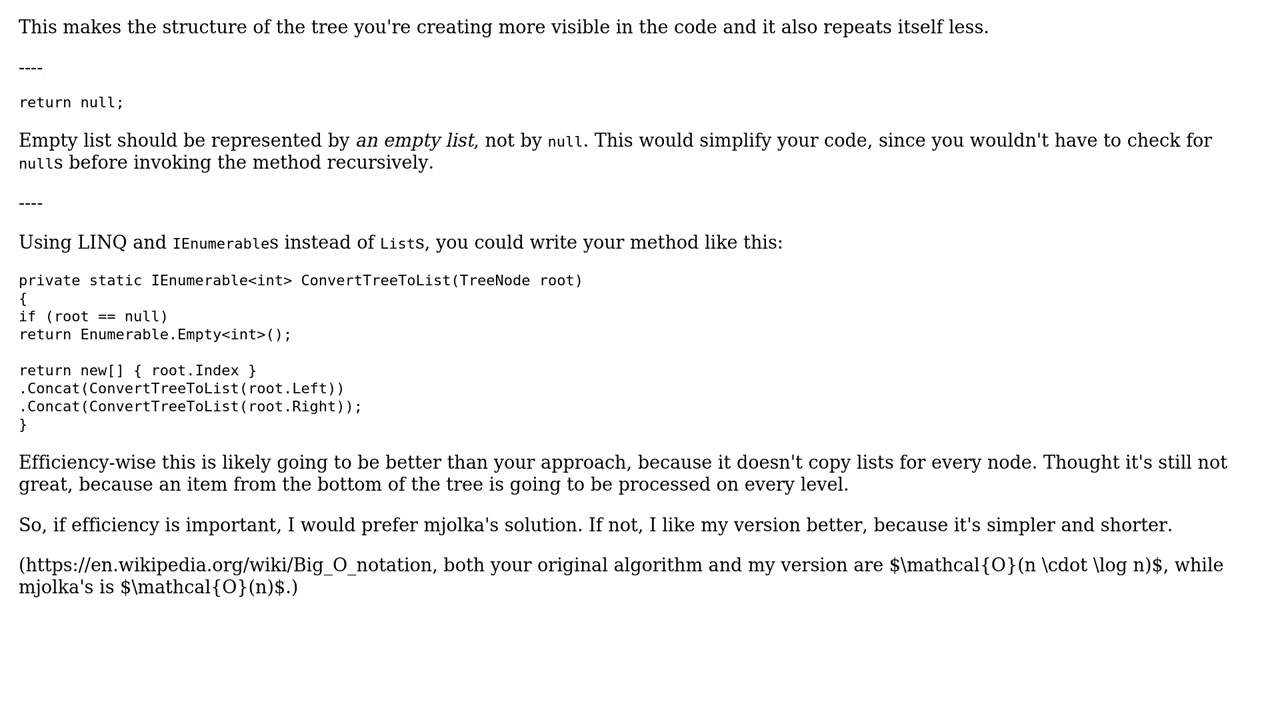 This makes the structure of the tree you're creating more visible in the code and it also repeats itself less.
----
return null;
Empty list should be represented by an empty list, not by null. This would simplify your code, since you wouldn't have to check for
nulls before invoking the method recursively.
----
Using LINQ and IEnumerables instead of Lists, you could write your method like this:
private static IEnumerable<int> ConvertTreeToList(TreeNode root)
{
if (root == null)
return Enumerable.Empty<int>();
return new[] { root.Index }
.Concat(ConvertTreeToList(root.Left))
.Concat(ConvertTreeToList(root.Right));
}
Efficiency-wise this is likely going to be better than your approach, because it doesn't copy lists for every node. Thought it's still not
great, because an item from the bottom of the tree is going to be processed on every level.
So, if efficiency is important, I would prefer mjolka's solution. If not, I like my version better, because it's simpler and shorter.
(https://en.wikipedia.org/wiki/Big_O_notation, both your original algorithm and my version are $\mathcal{O}(n \cdot \log n)$, while
mjolka's is $\mathcal{O}(n)$.)